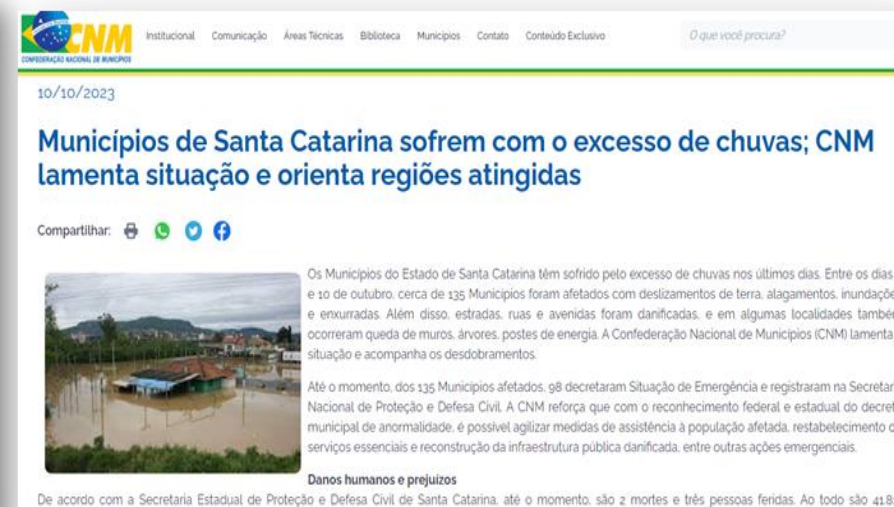 CNM
CONFEDERAÇÃO NACIONAL DE MUNICÍPIOS
Institucional Comunicação Áreas Técnicas Biblioteca Municípios Contato Conteúdo Exclusivo O que você procura?
10/10/2023
Municípios de Santa Catarina sofrem com o excesso de chuvas; CNM
lamenta situação e orienta regiões atingidas
Compartilhar:
Os Municípios do Estado de Santa Catarina têm sofrido pelo excesso de chuvas nos últimos dias. Entre os dias
e 10 de outubro, cerca de 135 Municípios foram afetados com deslizamentos de terra, alagamentos, inundaçõe
e enxurradas. Além disso, estradas, ruas e avenidas foram danificadas, e em algumas localidades també
ocorreram queda de muros, árvores, postes de energia. A Confederação Nacional de Municípios (CNM) lamenta
situação e acompanha os desdobramentos.
Até o momento, dos 135 Municípios afetados, 98 decretaram Situação de Emergência e registraram na Secretar
Nacional de Proteção e Defesa Civil. A CNM reforça que com o reconhecimento federal e estadual do decret
municipal de anormalidade, é possível agilizar medidas de assistência à população afetada, restabelecimento d
serviços essenciais e reconstrução da infraestrutura pública danificada, entre outras ações emergenciais.
Danos humanos e prejuízos
De acordo com a Secretaria Estadual de Proteção e Defesa Civil de Santa Catarina, até o momento, são 2 mortes e três pessoas feridas. Ao todo são 41.8